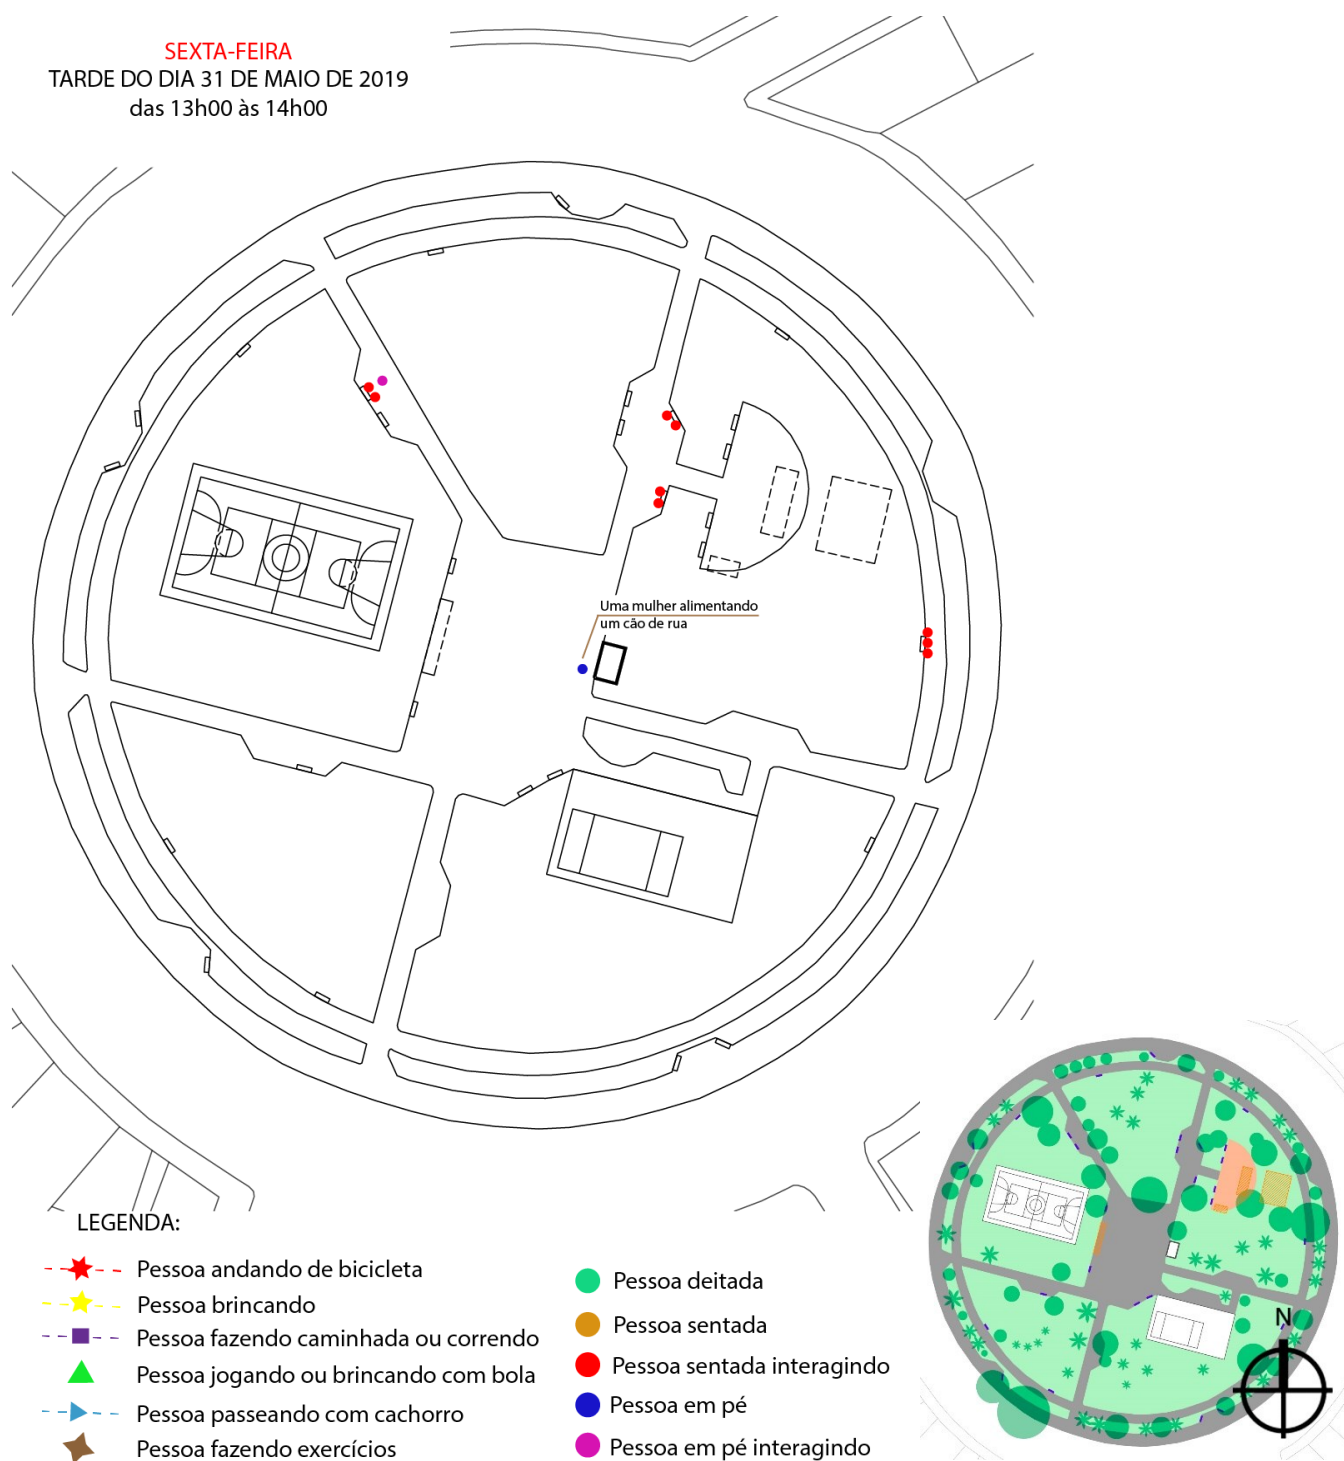 SEXTA-FEIRA
TARDE DO DIA 31 DE MAIO DE 2019
das 13h00 às 14h00
Uma mulher alimentando
um cão de rua
LEGENDA:
Pessoa andando de bicicleta
Pessoa brincando
Pessoa fazendo caminhada ou correndo
Pessoa jogando ou brincando com bola
Pessoa passeando com cachorro
Pessoa fazendo exercícios
Pessoa deitada
Pessoa sentada
Pessoa sentada interagindo
Pessoa em pé
Pessoa em pé interagindo
N